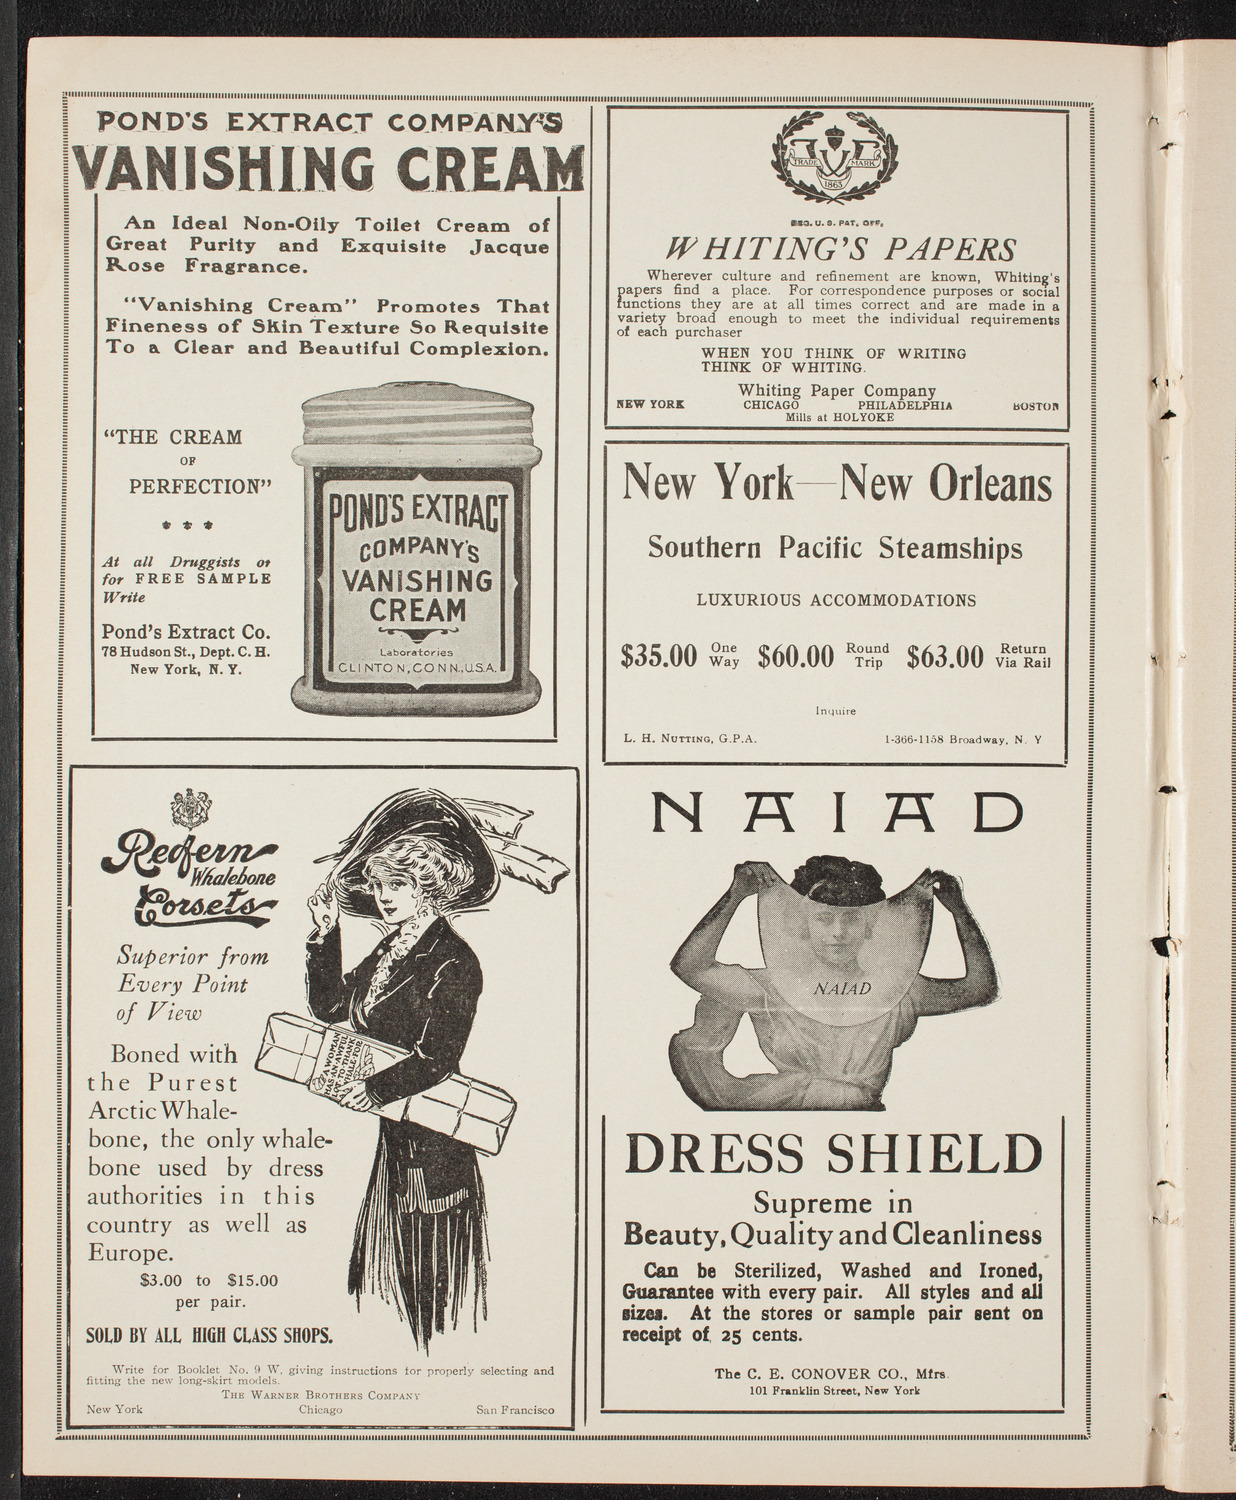 POND'S EXTRACT COMPANY'S
VANISHING CREAM
An Ideal Non-Oily Toilet Cream of
Great Purity and Exquisite Jacque
Rose Fragrance.
"Vanishing Cream" Promotes That
Fineness of Skin Texture So Requisite
To a Clear and Beautiful Complexion.
"THE CREAM
OF
PERFECTION"
* * *
At all Druggists or
for FREE SAMPLE
Write
Pond's Extract Co.
78 Hudson St., Dept. C. H.
New York, N. Y.
POND'S EXTRACT
COMPANY'S
VANISHING
CREAM
Laboratories
CLINTON, CONN., U.S.A.
Redfern
Whalebone
Corsets
Superior from
Every Point
of View
Boned with
the Purest
Arctic Whale-
bone, the only whale-
bone used by dress
authorities in this
country as well as
Europe.
$3.00 to $15.00
per pair.
SOLD BY ALL HIGH CLASS SHOPS.
A WOMAN
HAS AN AWFUL
LOT TO THANK
A WHALE FOR
Write for Booklet No. 9 W, giving instructions for properly selecting and
fitting the new long-skirt models.
THE WARNER BROTHERS COMPANY
New York Chicago San Francisco
TRADE W MARK
1863
REG. U. S. PAT. OFF.
WHITING'S PAPERS
Wherever culture and refinement are known, Whiting's
papers find a place. For correspondence purposes or social
functions they are at all times correct and are made in a
variety broad enough to meet the individual requirements
of each purchaser
WHEN YOU THINK OF WRITING
THINK OF WHITING.
Whiting Paper Company
NEW YORK CHICAGO PHILADELPHIA BOSTON
Mills at HOLYOKE
New York—New Orleans
Southern Pacific Steamships
LUXURIOUS ACCOMMODATIONS
$35.00 One Way $60.00 Round Trip $63.00 Return Via Rail
Inquire
L. H. NUTTING, G.P.A. 1-366-1158 Broadway, N. Y
NAIAD
NAIAD
DRESS SHIELD
Supreme in
Beauty, Quality and Cleanliness
Can be Sterilized, Washed and Ironed,
Guarantee with every pair. All styles and all
sizes. At the stores or sample pair sent on
receipt of 25 cents.
The C. E. CONOVER CO., Mfrs.
101 Franklin Street, New York